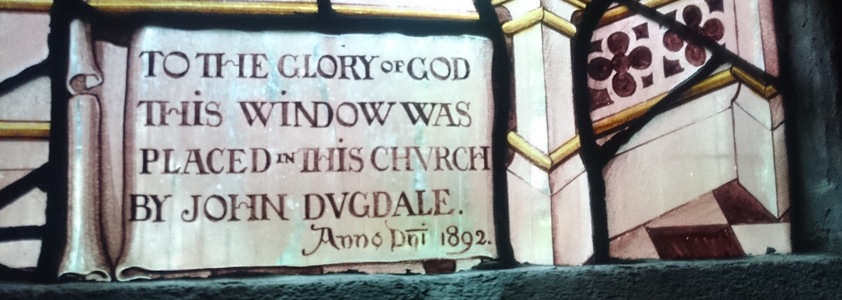 TO THE GLORY OF GOD
THIS WINDOW WAS
PLACED IN THIS CHVRCH
BY JOHN DVGDALE.
Anno Dni 1892.